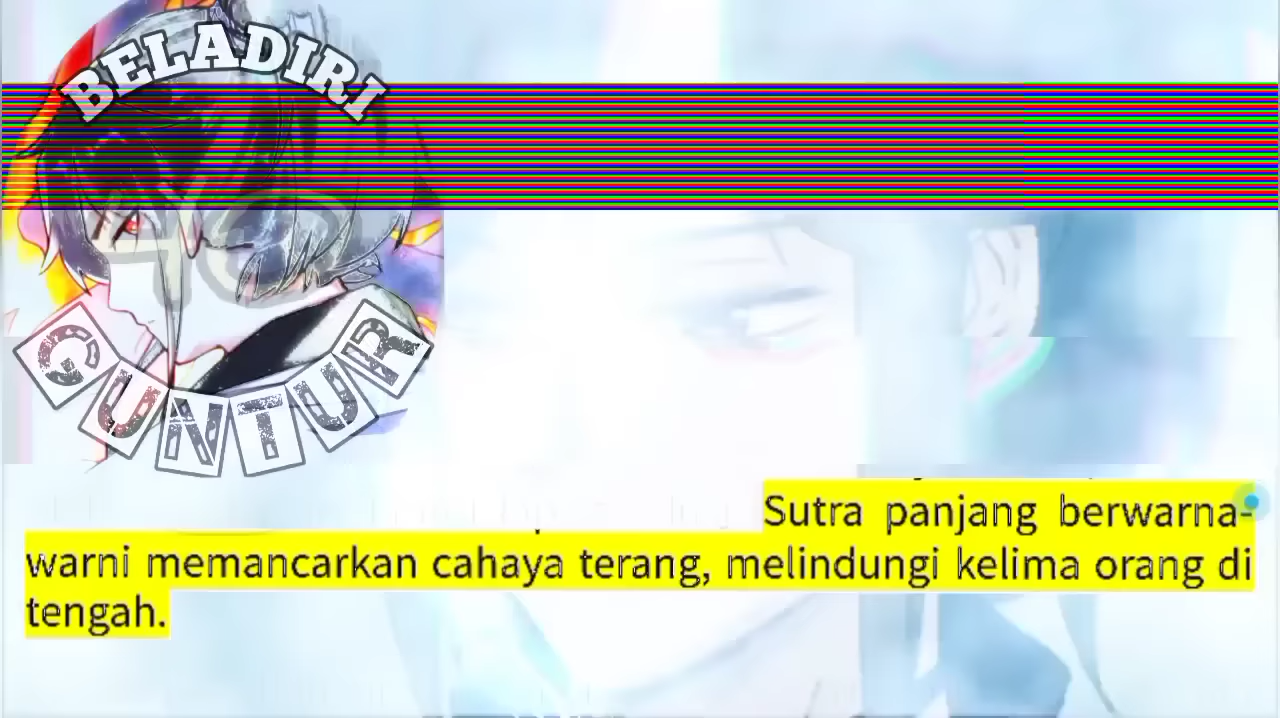 BELADIRI
GUNTUR
Sutra panjang berwarna-
warni memancarkan cahaya terang, melindungi kelima orang di
tengah.